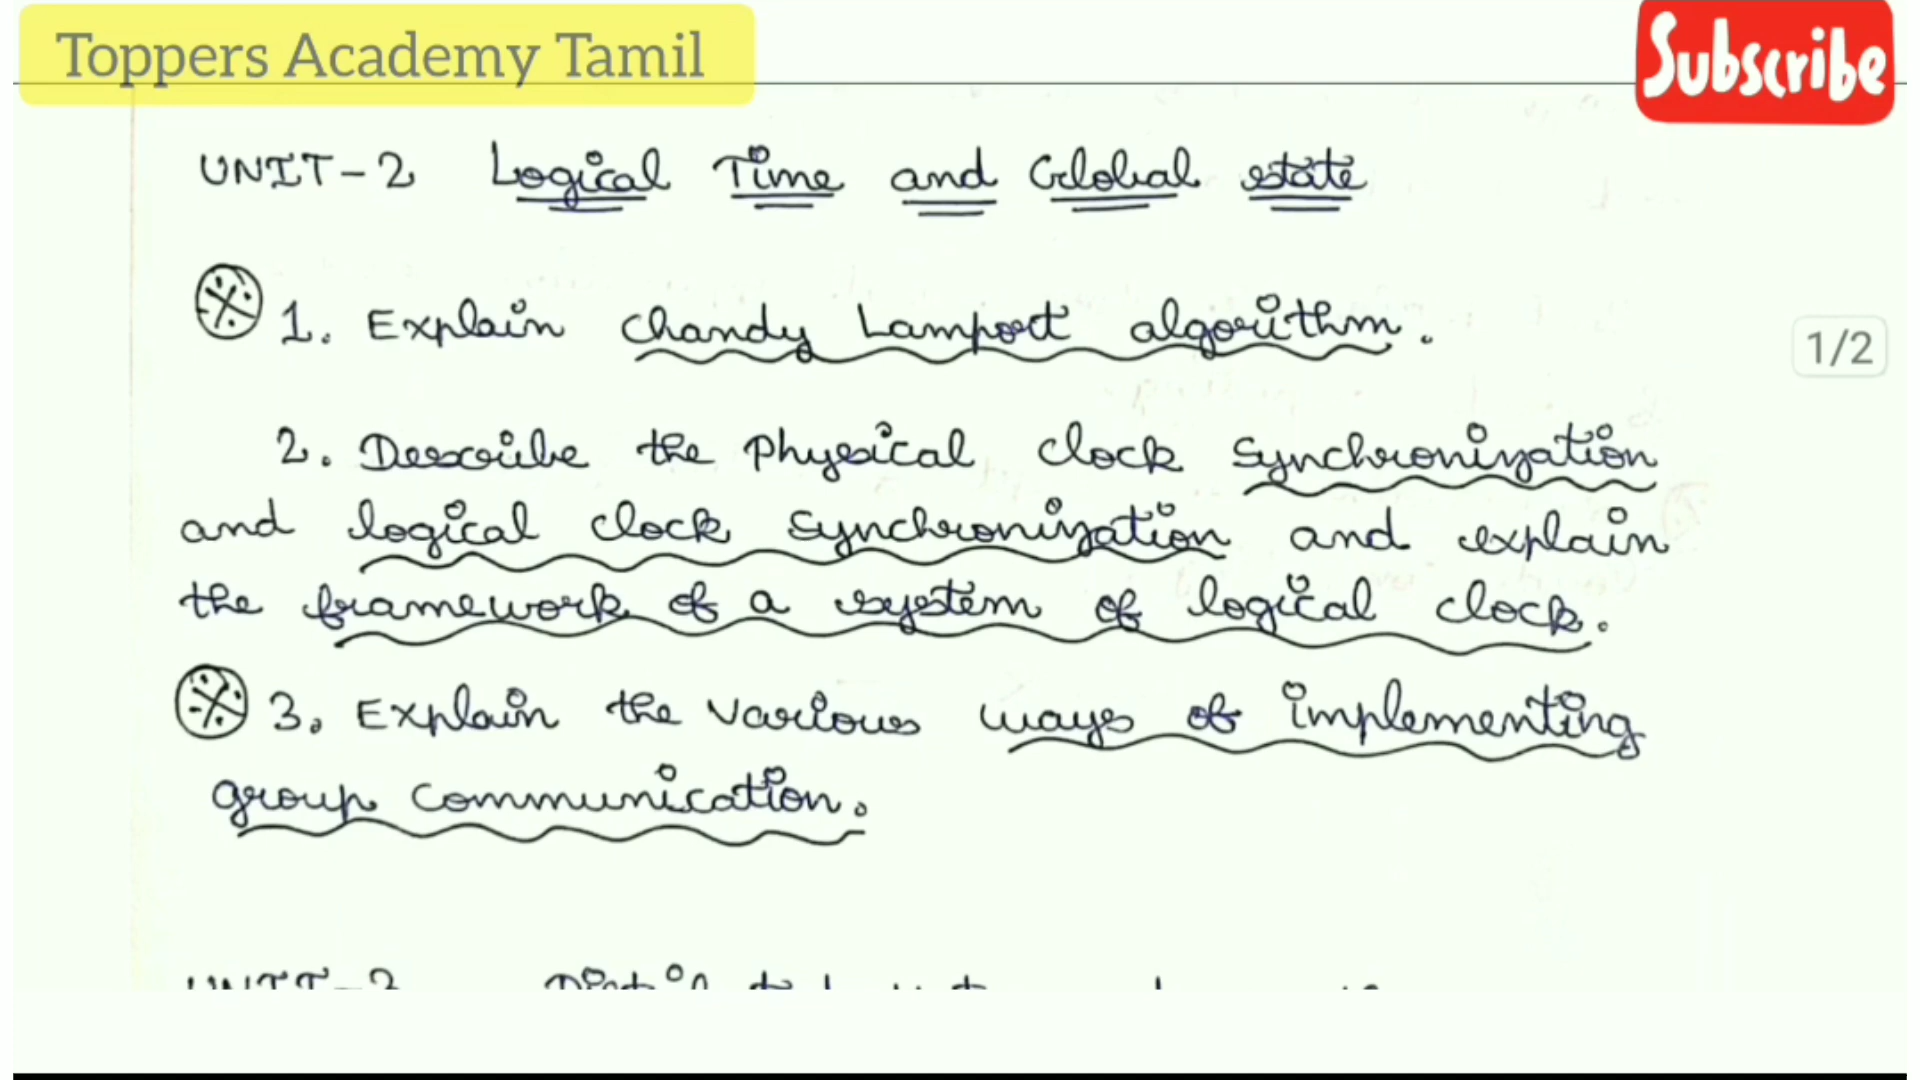 Toppers Academy Tamil
Subscribe
UNIT-2 Logical Time and Global state
1. Explain Chandy Lamport algorithm.
1/2
2. Describe the Physical clock synchronization
and logical clock synchronization and explain
the framework of a system of logical clock.
3. Explain the various ways of implementing
group communication.